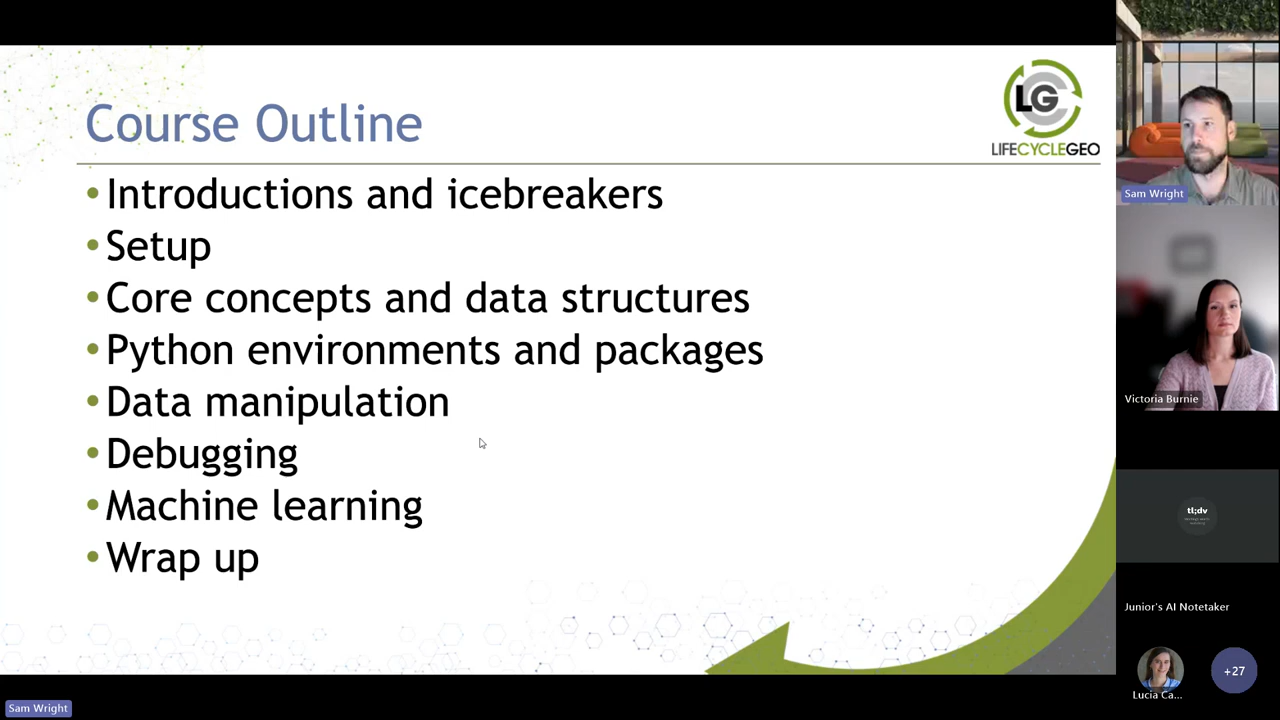 Course Outline
LG
LIFECYCLEGEO
•Introductions and icebreakers
•Setup
•Core concepts and data structures
•Python environments and packages
•Data manipulation
•Debugging
•Machine learning
•Wrap up
Sam Wright
Victoria Burnie
tl;dv
Junior's AI Notetaker
Lucia Ca...
+27
Sam Wright